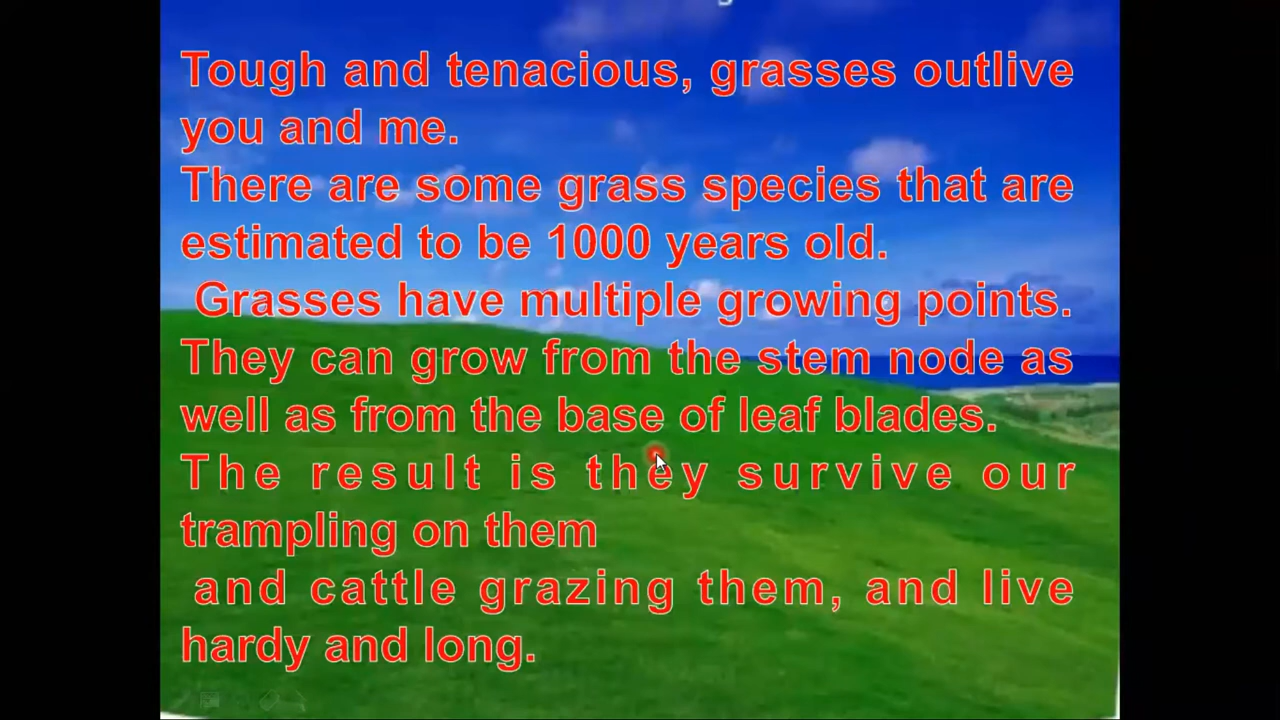 Tough and tenacious, grasses outlive
you and me.
There are some grass species that are
estimated to be 1000 years old.
Grasses have multiple growing points.
They can grow from the stem node as
well as from the base of leaf blades.
The result is they survive our
trampling on them
and cattle grazing them, and live
hardy and long.